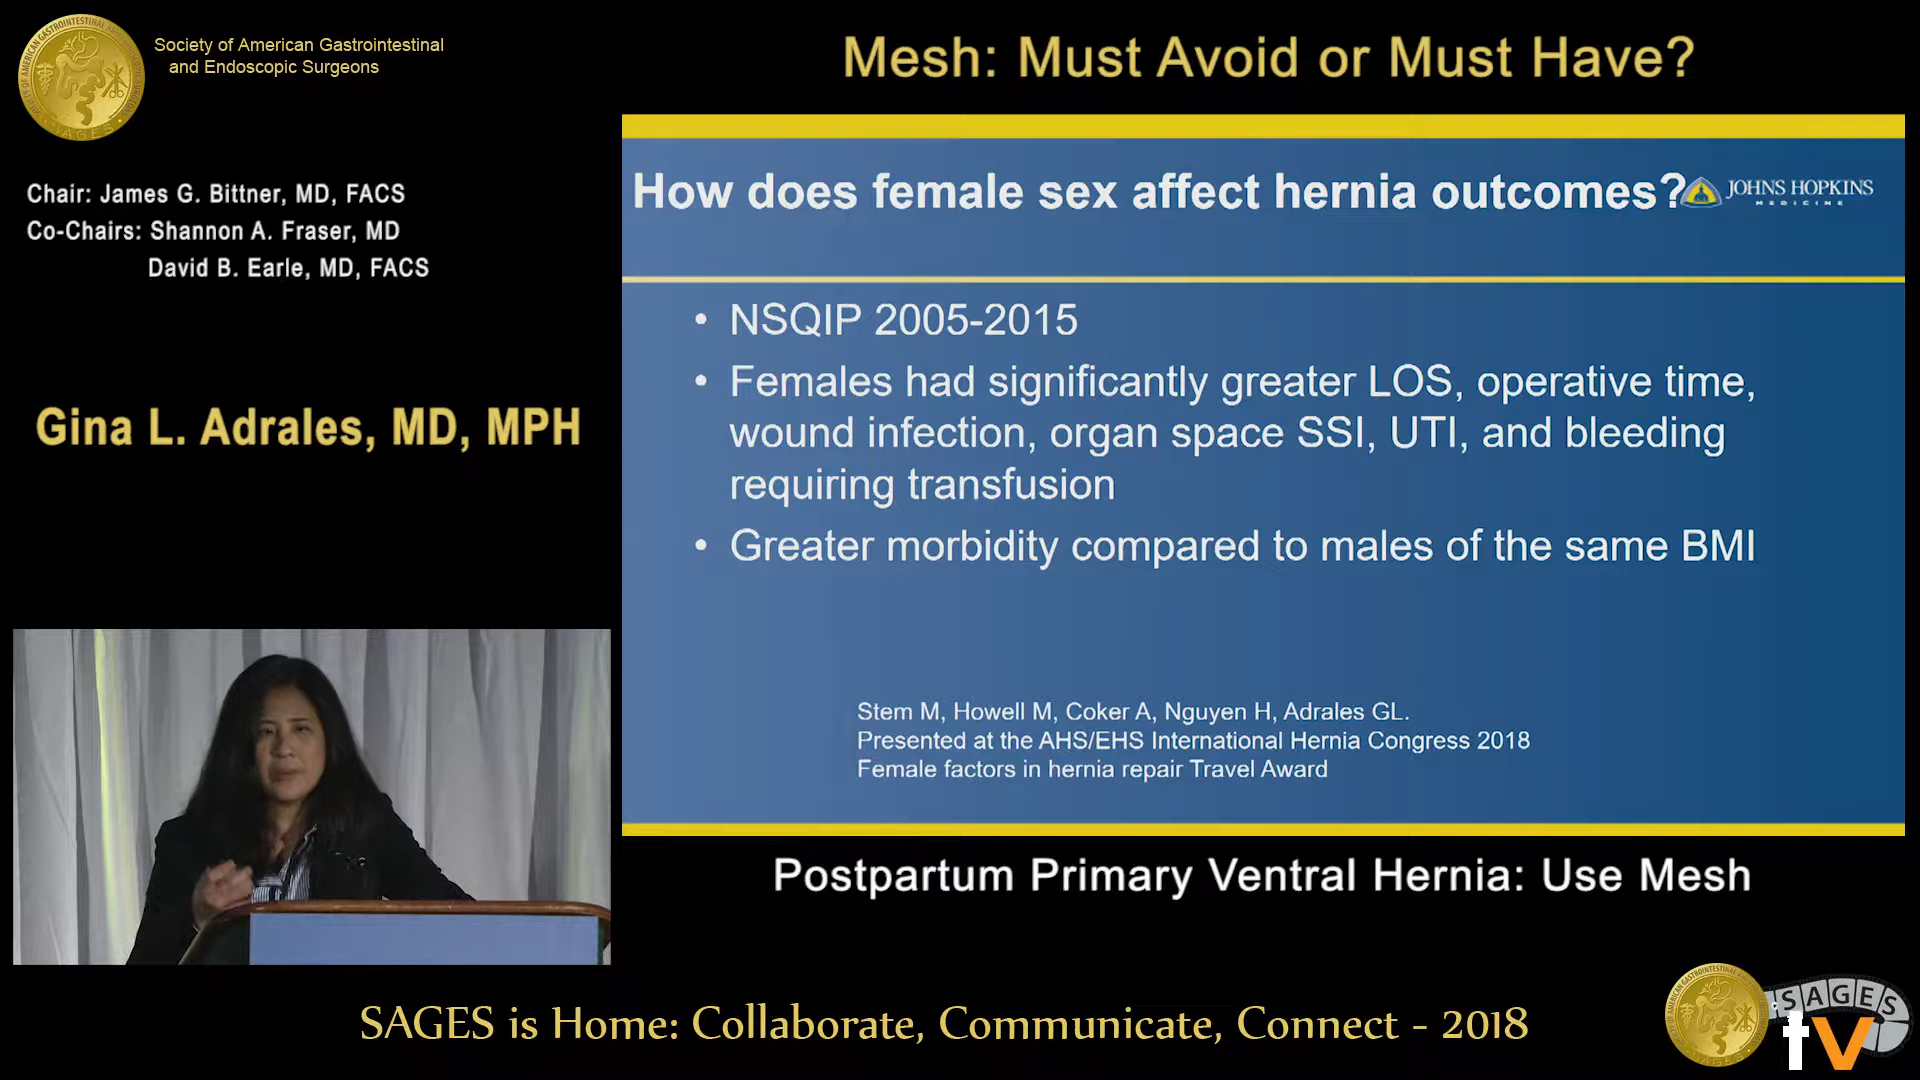 Society of American Gastrointestinal
and Endoscopic Surgeons
Mesh: Must Avoid or Must Have?
Chair: James G. Bittner, MD, FACS
Co-Chairs: Shannon A. Fraser, MD
David B. Earle, MD, FACS
Gina L. Adrales, MD, MPH
How does female sex affect hernia outcomes?
JOHNS HOPKINS
MEDICINE
• NSQIP 2005-2015
• Females had significantly greater LOS, operative time,
wound infection, organ space SSI, UTI, and bleeding
requiring transfusion
• Greater morbidity compared to males of the same BMI
Stem M, Howell M, Coker A, Nguyen H, Adrales GL.
Presented at the AHS/EHS International Hernia Congress 2018
Female factors in hernia repair Travel Award
Postpartum Primary Ventral Hernia: Use Mesh
SAGES is Home: Collaborate, Communicate, Connect - 2018
SAGES
tv